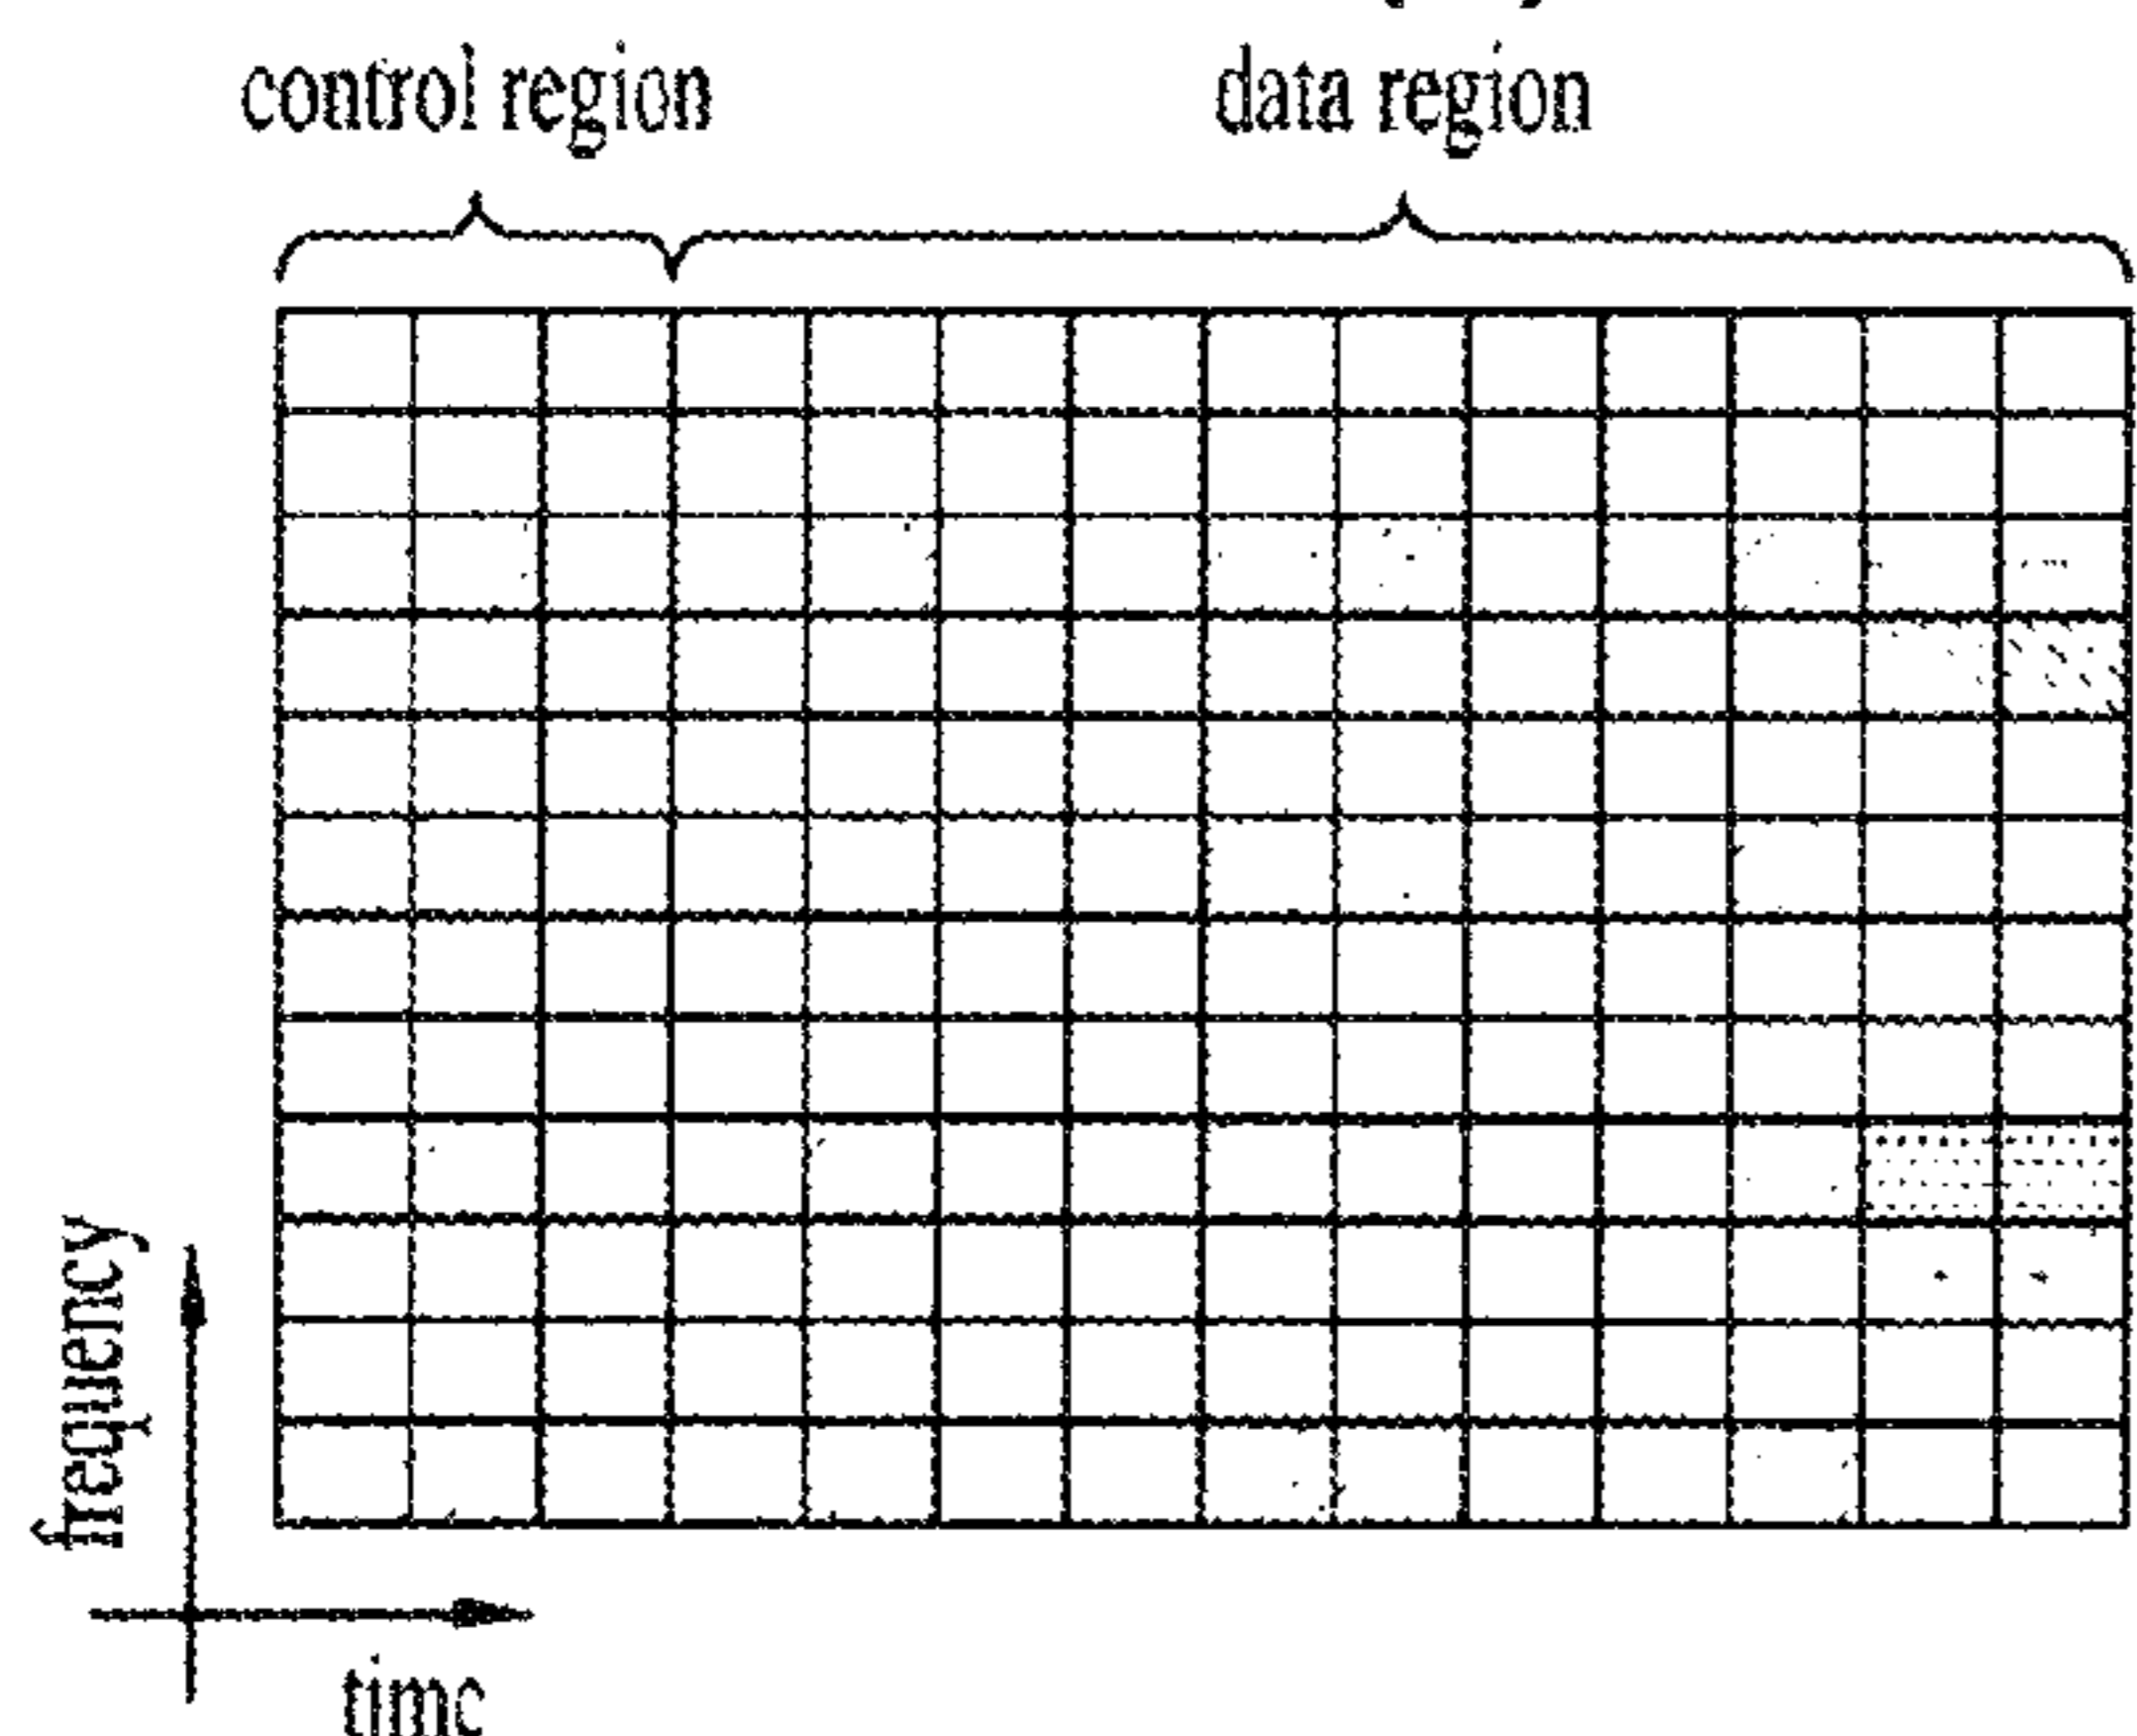 control region
data region
frequency
time